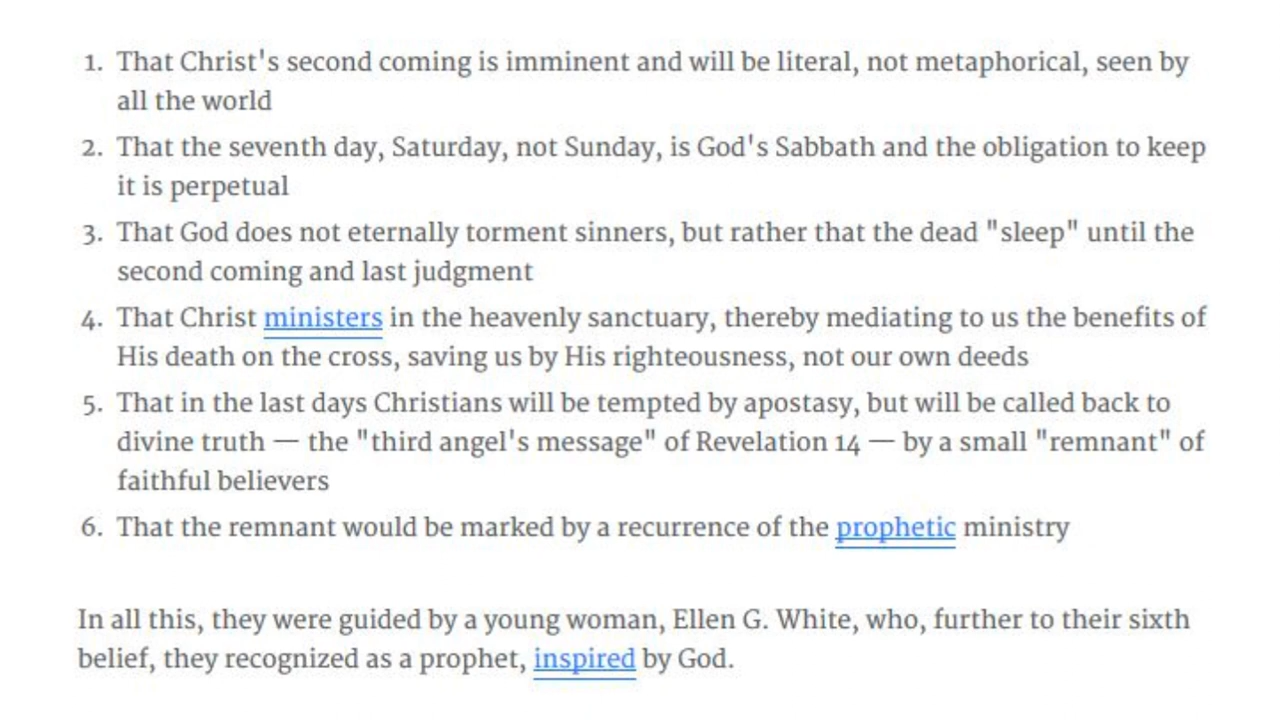 1. That Christ's second coming is imminent and will be literal, not metaphorical, seen by
all the world
2. That the seventh day, Saturday, not Sunday, is God's Sabbath and the obligation to keep
it is perpetual
3. That God does not eternally torment sinners, but rather that the dead "sleep" until the
second coming and last judgment
4. That Christ ministers in the heavenly sanctuary, thereby mediating to us the benefits of
His death on the cross, saving us by His righteousness, not our own deeds
5. That in the last days Christians will be tempted by apostasy, but will be called back to
divine truth — the "third angel's message" of Revelation 14 — by a small "remnant" of
faithful believers
6. That the remnant would be marked by a recurrence of the prophetic ministry
In all this, they were guided by a young woman, Ellen G. White, who, further to their sixth
belief, they recognized as a prophet, inspired by God.